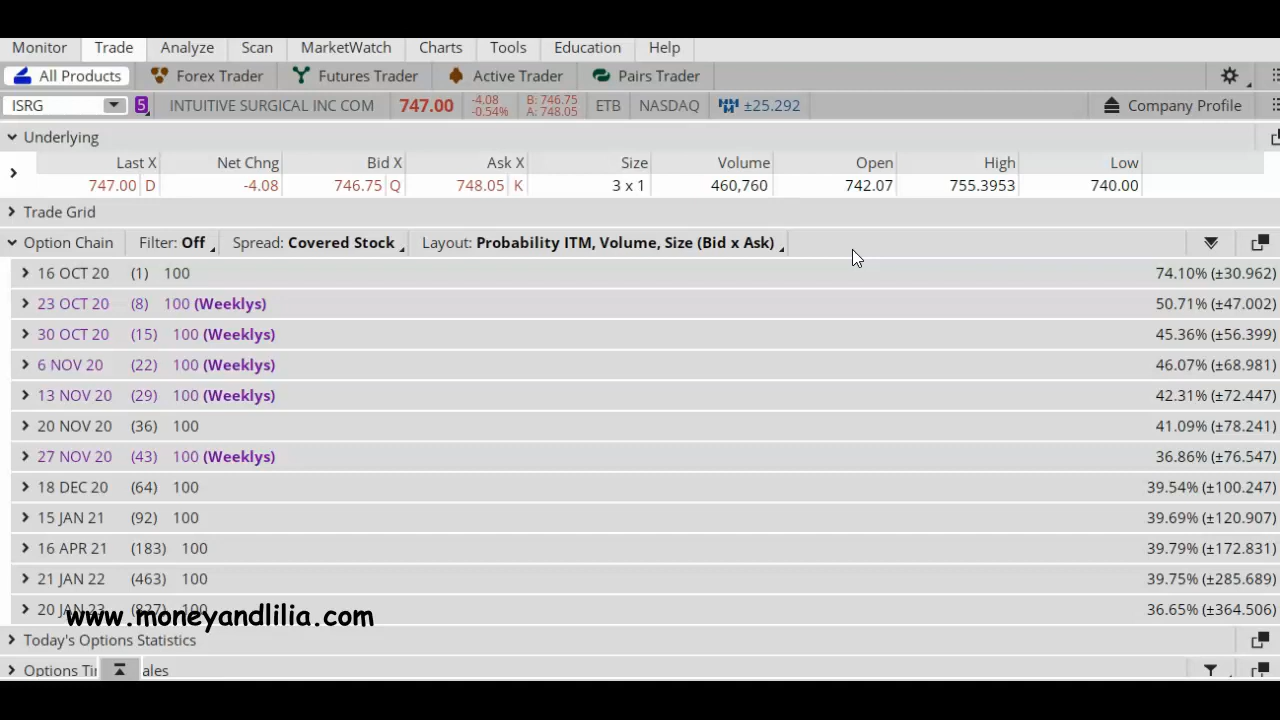 Monitor Trade Analyze Scan MarketWatch Charts Tools Education Help
All Products Forex Trader Futures Trader Active Trader Pairs Trader
ISRG 5 INTUITIVE SURGICAL INC COM 747.00 -4.08 -0.54% B: 746.75 A: 748.05 ETB NASDAQ ±25.292 Company Profile
Underlying
Last X Net Chng Bid X Ask X Size Volume Open High Low
747.00 D -4.08 746.75 Q 748.05 K 3 x 1 460,760 742.07 755.3953 740.00
Trade Grid
Option Chain Filter: Off Spread: Covered Stock Layout: Probability ITM, Volume, Size (Bid x Ask)
16 OCT 20 (1) 100 74.10% (±30.962)
23 OCT 20 (8) 100 (Weeklys) 50.71% (±47.002)
30 OCT 20 (15) 100 (Weeklys) 45.36% (±56.399)
6 NOV 20 (22) 100 (Weeklys) 46.07% (±68.981)
13 NOV 20 (29) 100 (Weeklys) 42.31% (±72.447)
20 NOV 20 (36) 100 41.09% (±78.241)
27 NOV 20 (43) 100 (Weeklys) 36.86% (±76.547)
18 DEC 20 (64) 100 39.54% (±100.247)
15 JAN 21 (92) 100 39.69% (±120.907)
16 APR 21 (183) 100 39.79% (±172.831)
21 JAN 22 (463) 100 39.75% (±285.689)
20 JAN 23 (827) 100 36.65% (±364.506)
www.moneyandlilia.com
Today's Options Statistics
Options